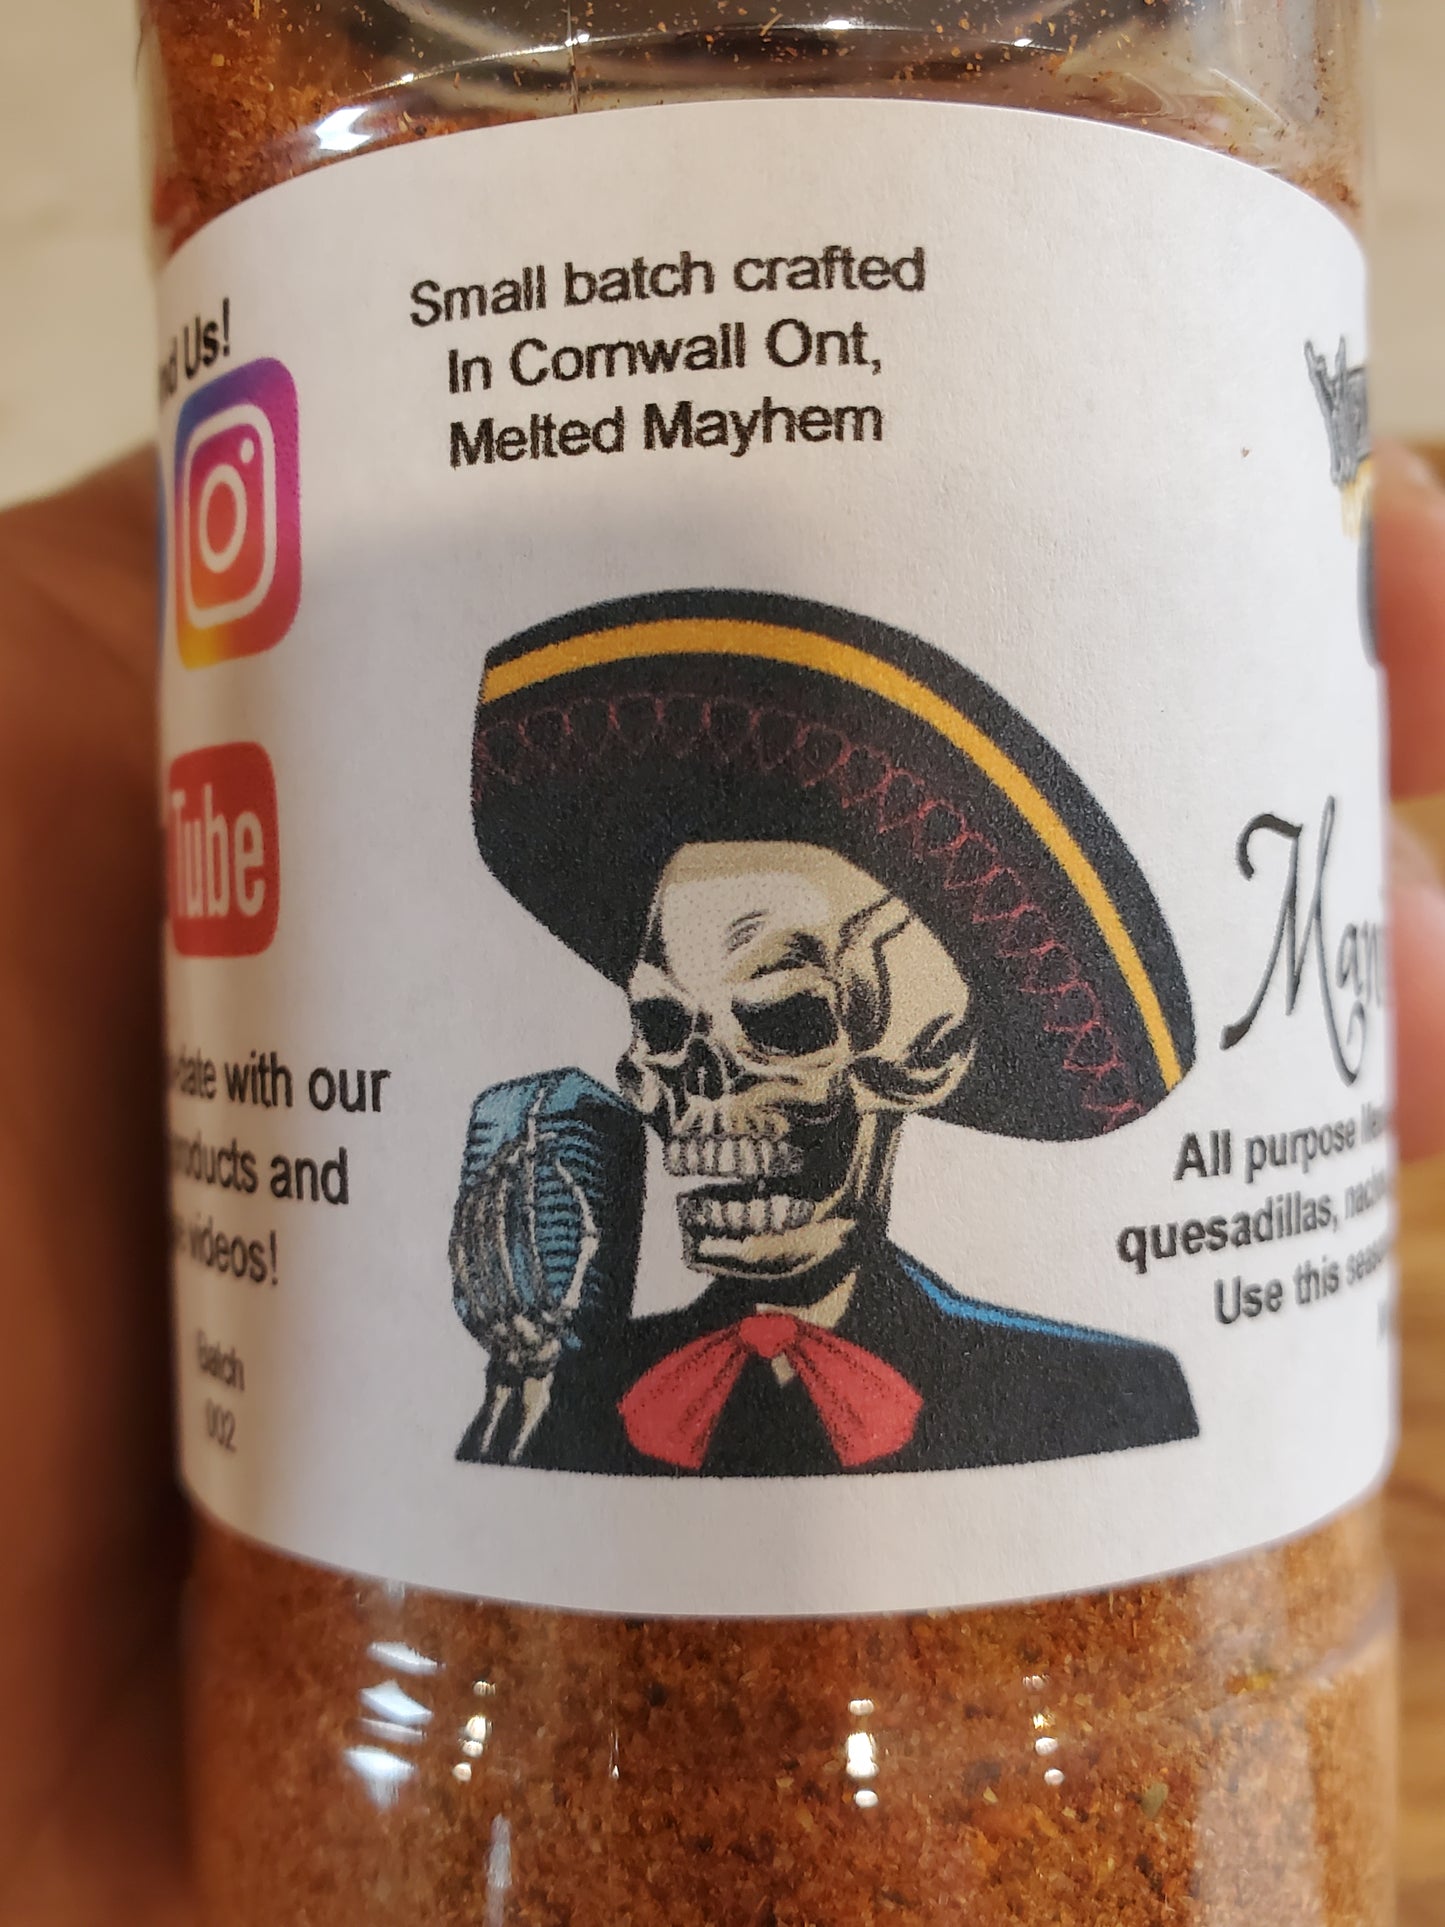 Us!
Tube
date with our
products and
videos!
Batch
002
Small batch crafted
In Cornwall Ont,
Melted Mayhem
All purpose
quesadillas,
Use this